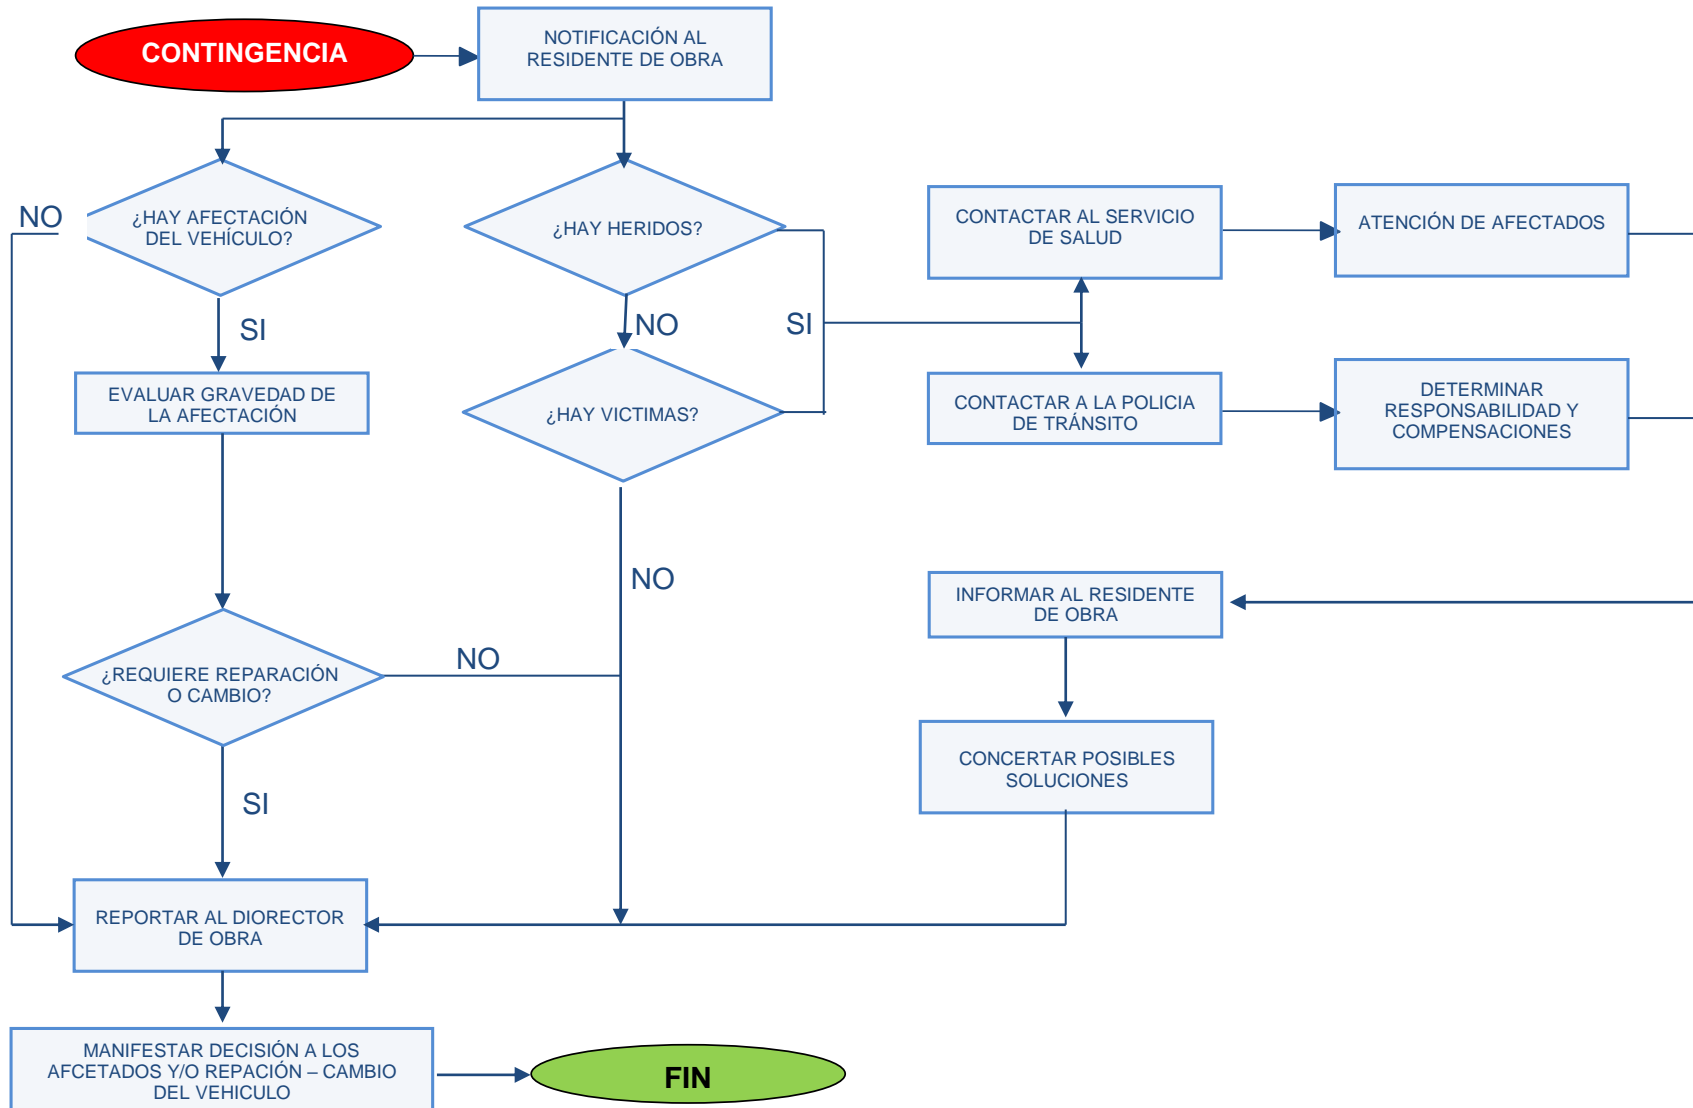 CONTINGENCIA
NOTIFICACIÓN AL
RESIDENTE DE OBRA
NO
¿HAY AFECTACIÓN
DEL VEHÍCULO?
¿HAY HERIDOS?
CONTACTAR AL SERVICIO
DE SALUD
ATENCIÓN DE AFECTADOS
SI
NO
SI
EVALUAR GRAVEDAD DE
LA AFECTACIÓN
¿HAY VICTIMAS?
CONTACTAR A LA POLICIA
DE TRÁNSITO
DETERMINAR
RESPONSABILIDAD Y
COMPENSACIONES
NO
INFORMAR AL RESIDENTE
DE OBRA
¿REQUIERE REPARACIÓN
O CAMBIO?
NO
CONCERTAR POSIBLES
SOLUCIONES
SI
REPORTAR AL DIORECTOR
DE OBRA
MANIFESTAR DECISIÓN A LOS
AFCETADOS Y/O REPACIÓN – CAMBIO
DEL VEHICULO
FIN